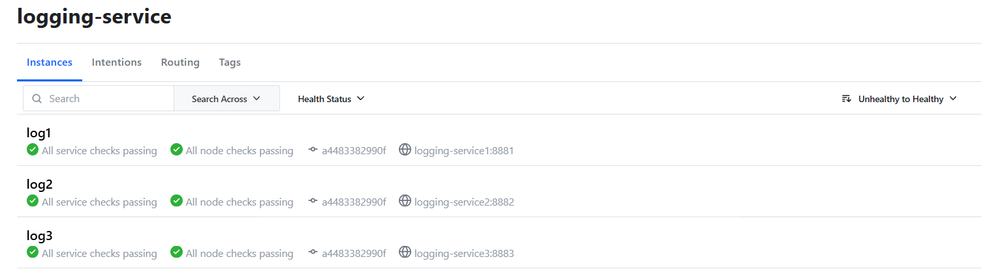 logging-service
Instances Intentions Routing Tags
Search Search Across Health Status Unhealthy to Healthy
log1
All service checks passing All node checks passing a4483382990f logging-service1:8881
log2
All service checks passing All node checks passing a4483382990f logging-service2:8882
log3
All service checks passing All node checks passing a4483382990f logging-service3:8883